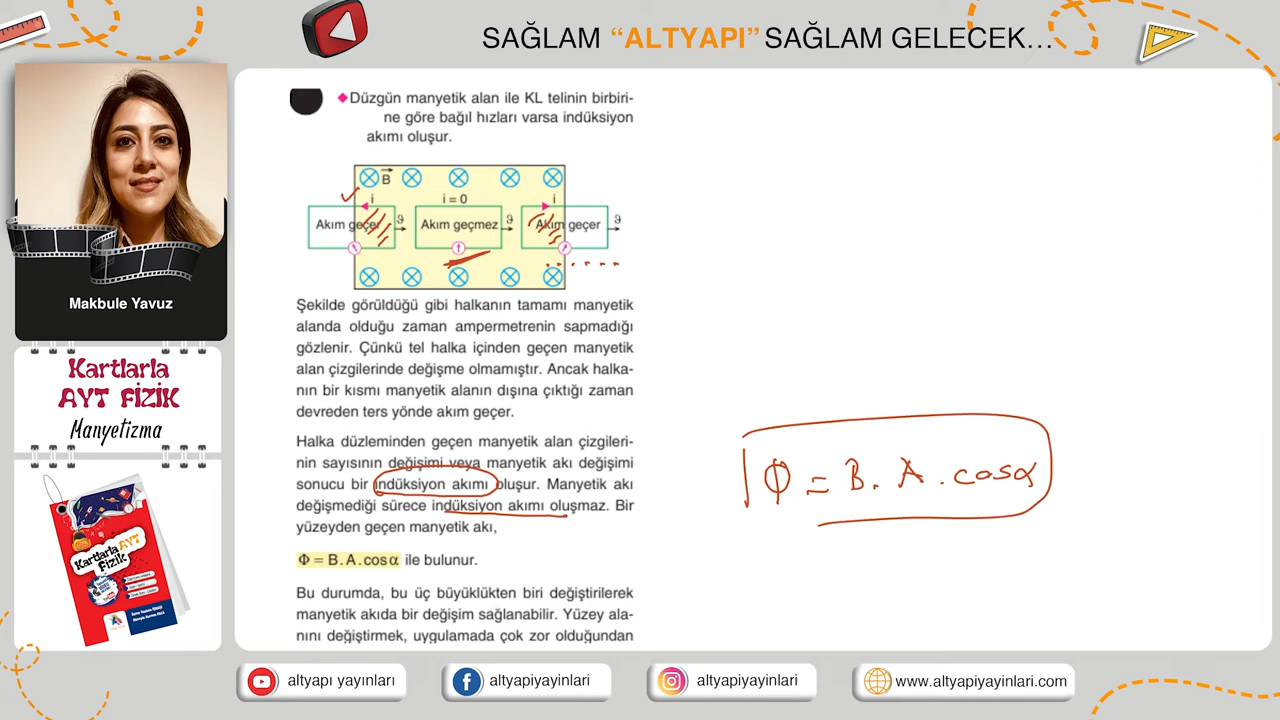 SAĞLAM “ALTYAPI” SAĞLAM GELECEK...
Makbule Yavuz
Kartlarla
AYT FİZİK
Manyetizma
Kartlarla AYT
Fizik
◆Düzgün manyetik alan ile KL telinin birbiri-
ne göre bağıl hızları varsa indüksiyon
akımı oluşur.
B
i
i = 0
i
Akım geçer
ϑ
Akım geçmez
ϑ
Akım geçer
ϑ
Şekilde görüldüğü gibi halkanın tamamı manyetik
alanda olduğu zaman ampermetrenin sapmadığı
gözlenir. Çünkü tel halka içinden geçen manyetik
alan çizgilerinde değişme olmamıştır. Ancak halka-
nın bir kısmı manyetik alanın dışına çıktığı zaman
devreden ters yönde akım geçer.
Halka düzleminden geçen manyetik alan çizgileri-
nin sayısının değişimi veya manyetik akı değişimi
sonucu bir indüksiyon akımı oluşur. Manyetik akı
değişmediği sürece indüksiyon akımı oluşmaz. Bir
yüzeyden geçen manyetik akı,
Φ = B.A.cosα ile bulunur.
Bu durumda, bu üç büyüklükten biri değiştirilerek
manyetik akıda bir değişim sağlanabilir. Yüzey ala-
nını değiştirmek, uygulamada çok zor olduğundan
Φ = B. A. cosα
altyapı yayınları
altyapiyayinlari
altyapiyayinlari
www.altyapiyayinlari.com